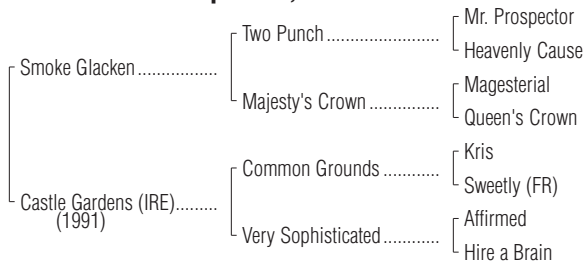 Mr. Prospector
Two Punch ......................
Heavenly Cause
Smoke Glacken ................
Magesterial
Majesty's Crown ..............
Queen's Crown
Kris
Common Grounds ............
Sweetly (FR)
Castle Gardens (IRE).........
(1991)
Affirmed
Very Sophisticated ............
Hire a Brain